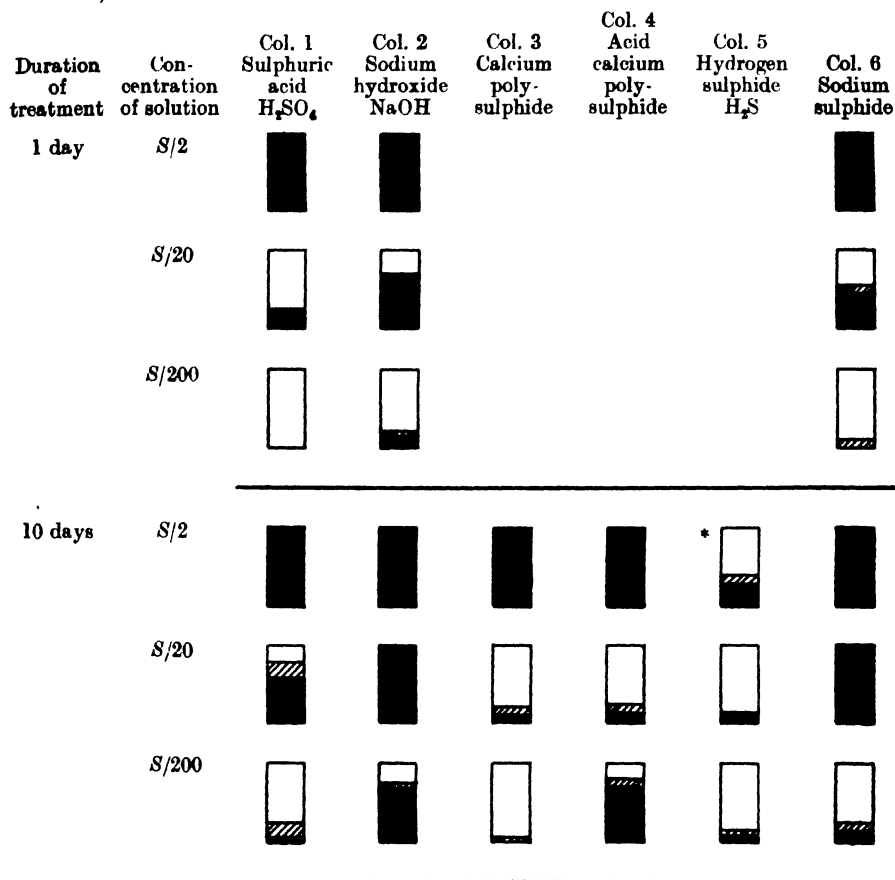 Duration of treatment
Concentration of solution
Col. 1 Sulphuric acid H₂SO₄
Col. 2 Sodium hydroxide NaOH
Col. 3 Calcium poly-sulphide
Col. 4 Acid calcium poly-sulphide
Col. 5 Hydrogen sulphide H₂S
Col. 6 Sodium sulphide
1 day S/2
S/20
S/200
10 days S/2 *
S/20
S/200